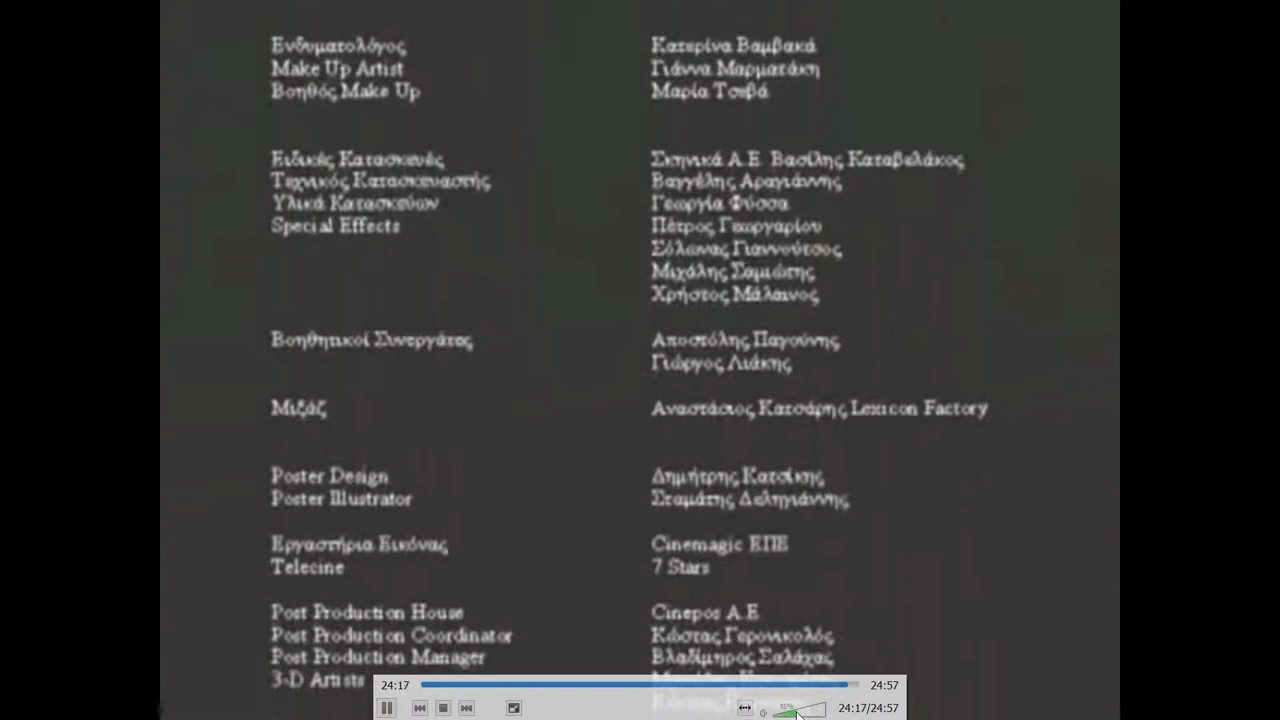 Ενδυματολόγος Κατερίνα Βαμβακά
Make Up Artist Γιάννα Μαρματάκη
Βοηθός Make Up Μαρία Τσεβά
Ειδικές Κατασκευές Σκηνικά Α.Ε. Βασίλης Καταβελάκος
Τεχνικός Κατασκευαστής Βαγγέλης Αραγιάννης
Υλικά Κατασκεύων Γεωργία Φύσσα
Special Effects Πέτρος Γεωργαρίου
Σόλωνας Γιαννούτσος
Μιχάλης Σαμιώτης
Χρήστος Μάλαινος
Βοηθητικοί Συνεργάτες Αποστόλης Παγούνης
Γιώργος Λιάκης
Μιξάζ Αναστάσιος Κατσάρης Lexicon Factory
Poster Design Δημήτρης Κατσίκης
Poster Illustrator Σταμάτης Δεληγιάννης
Εργαστήρια Εικόνας Cinemagic ΕΠΕ
Telecine 7 Stars
Post Production House Cinepos A.E
Post Production Coordinator Κώστας Γερονικολός
Post Production Manager Βλαδίμηρος Σαλάχας
3-D Artists
24:17 24:57
55% 24:17/24:57